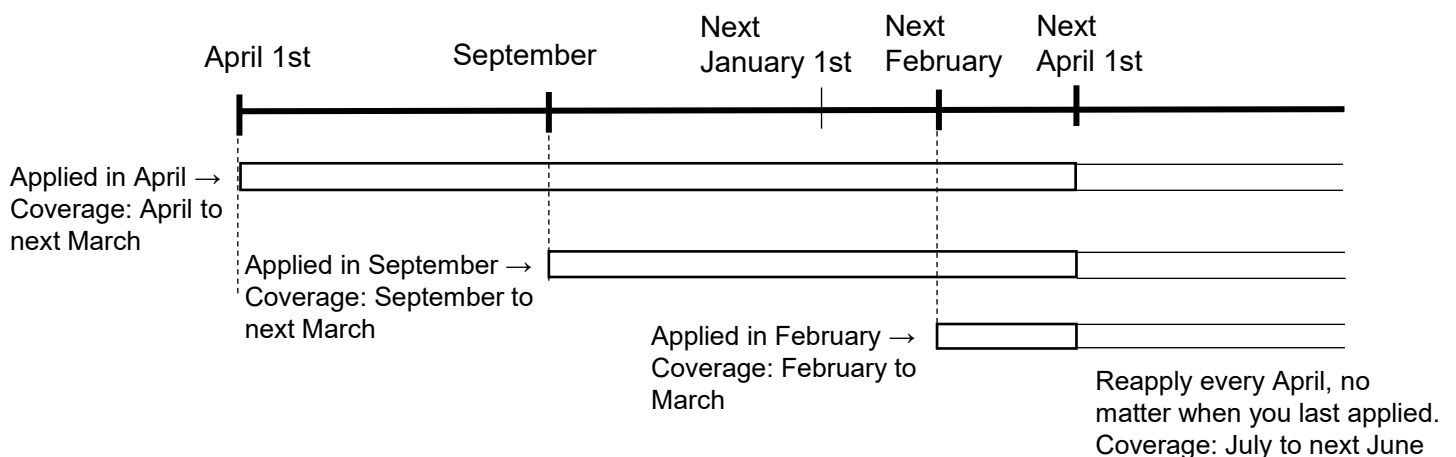 April 1st
September
Next
January 1st
Next
February
Next
April 1st
Applied in April →
Coverage: April to
next March
Applied in September →
Coverage: September to
next March
Applied in February →
Coverage: February to
March
Reapply every April, no
matter when you last applied.
Coverage: July to next June